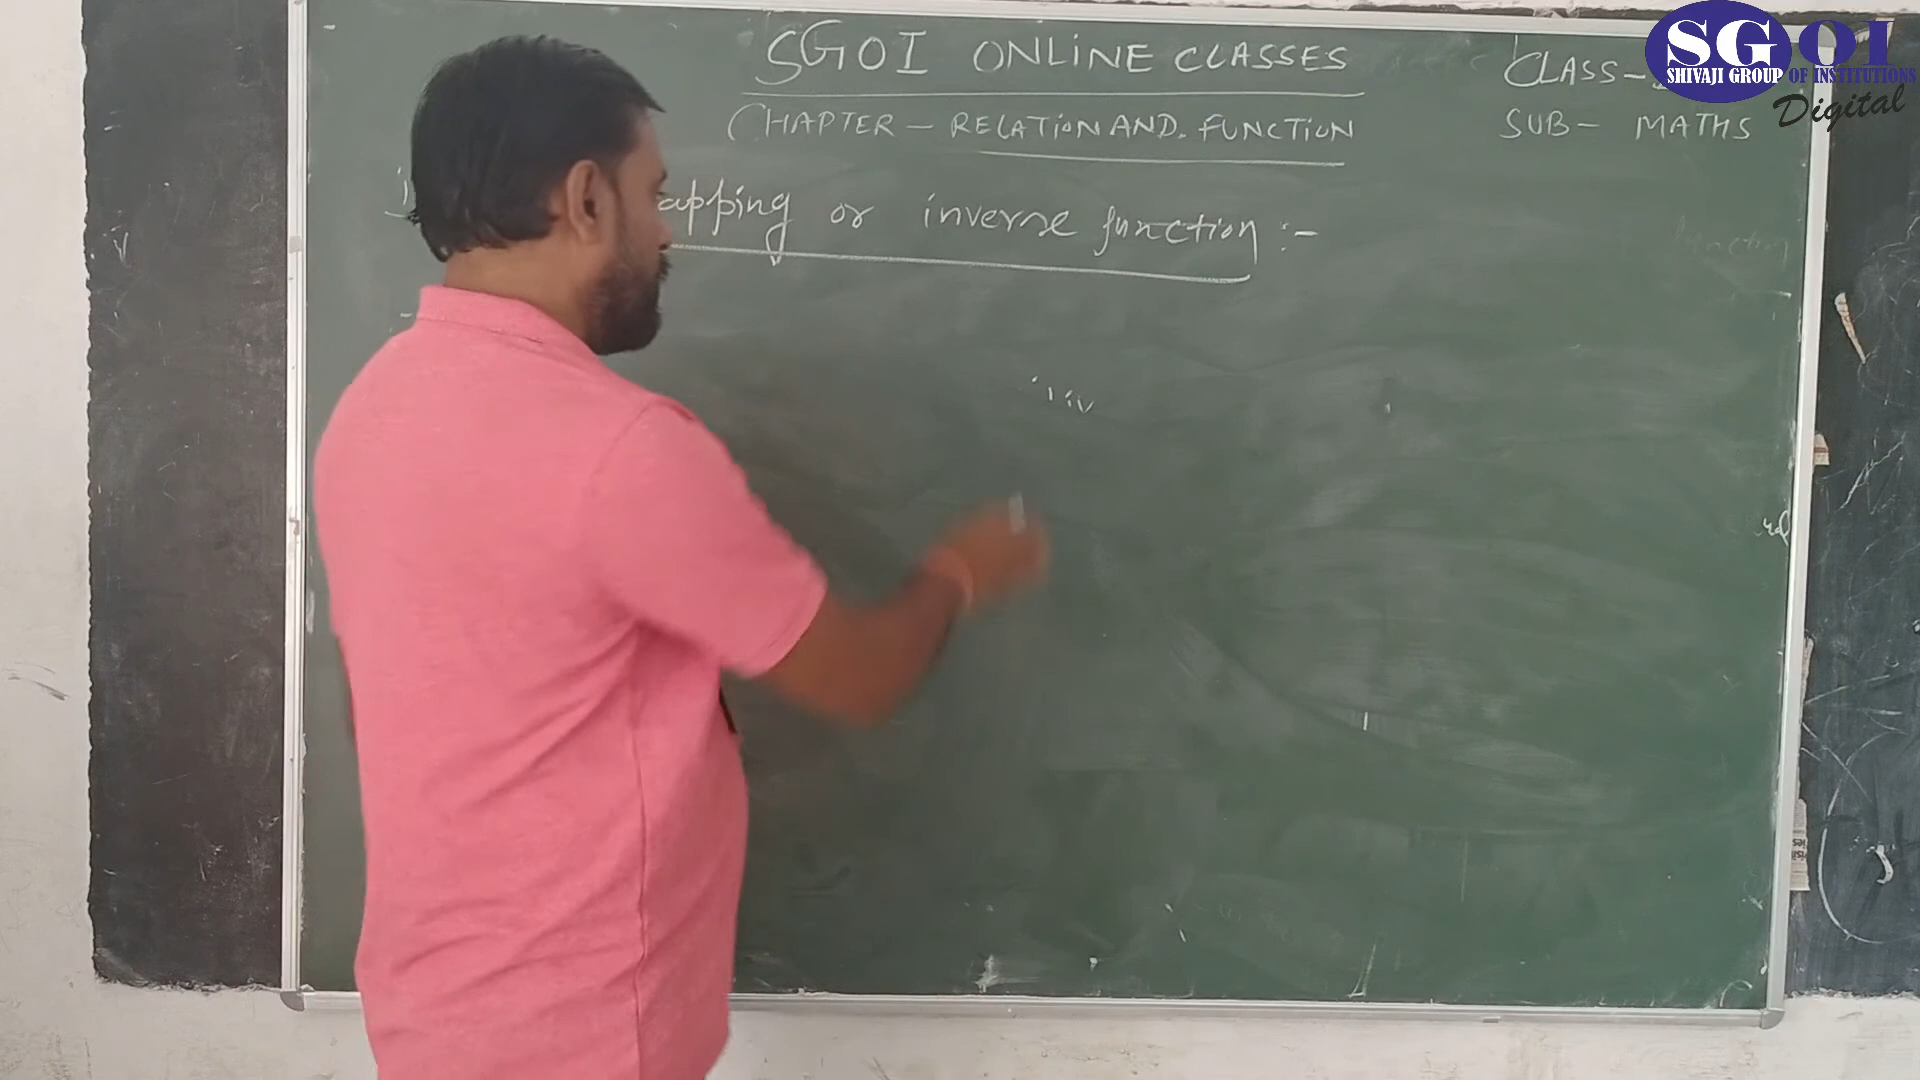 SGOI ONLINE CLASSES
CLASS-
SGOI
SHIVAJI GROUP OF INSTITUTIONS
Digital
CHAPTER - RELATION AND. FUNCTION
SUB- MATHS
apping or inverse function :-